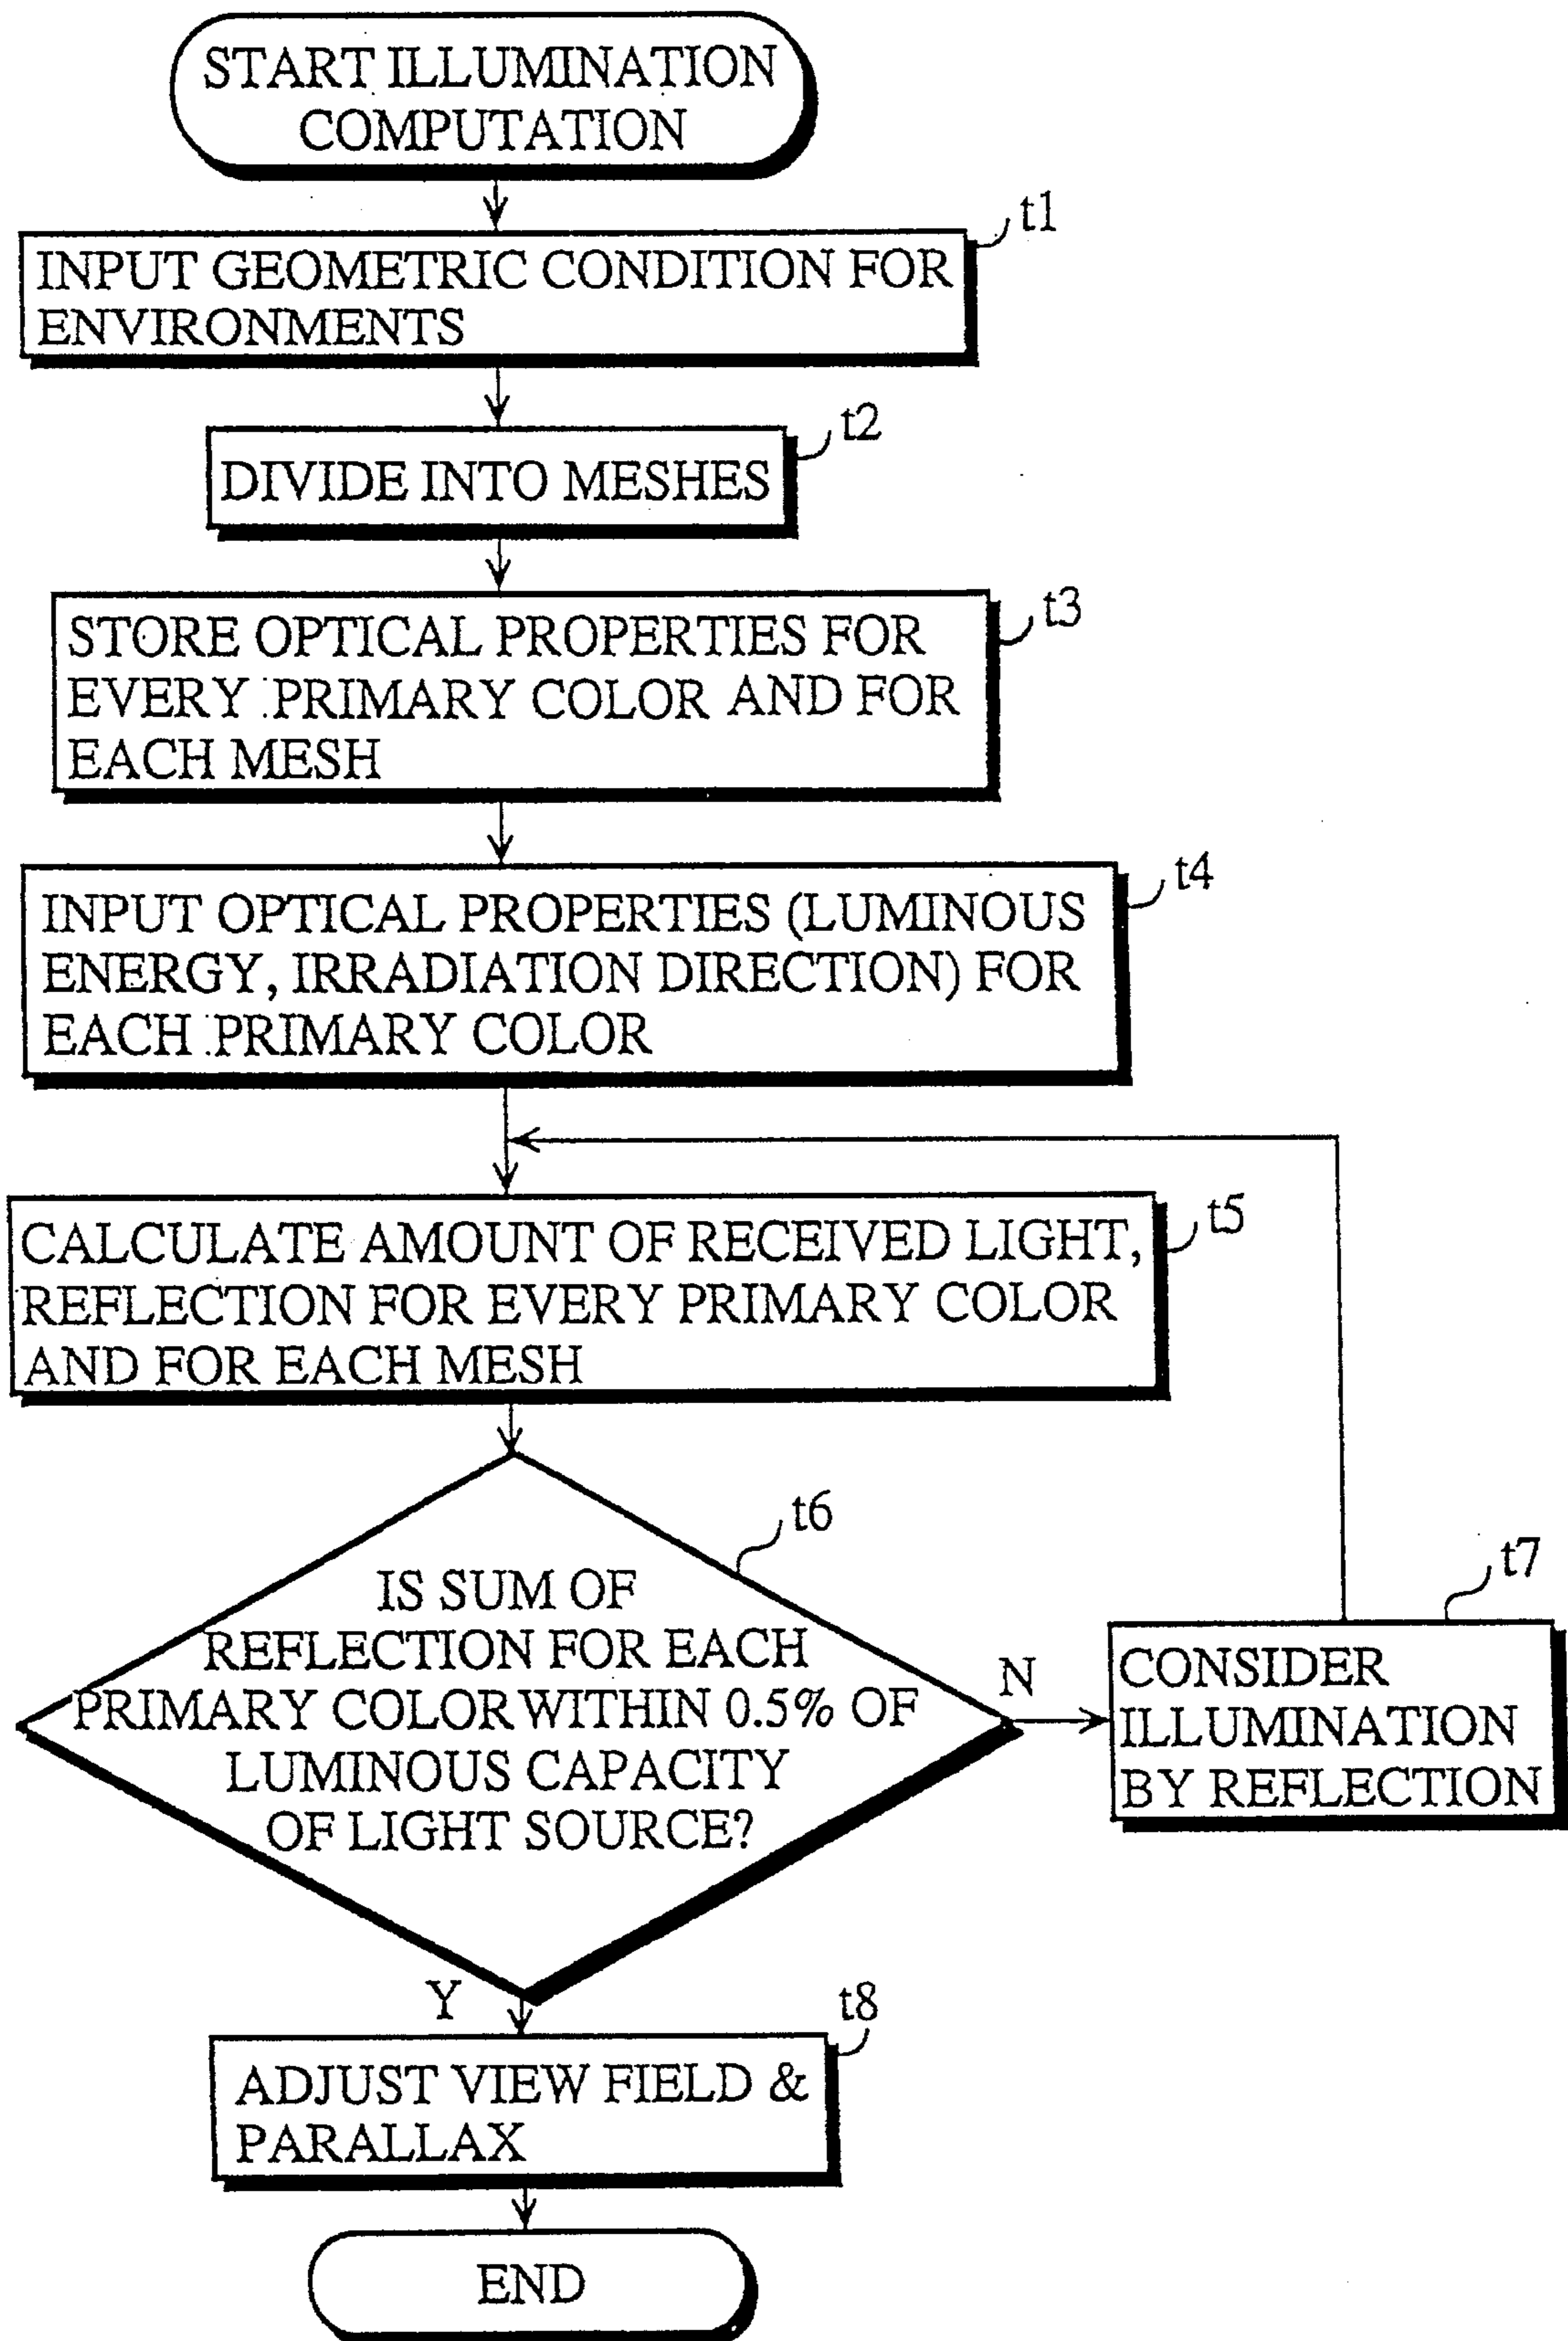 START ILLUMINATION
COMPUTATION
t1
INPUT GEOMETRIC CONDITION FOR
ENVIRONMENTS
t2
DIVIDE INTO MESHES
t3
STORE OPTICAL PROPERTIES FOR
EVERY PRIMARY COLOR AND FOR
EACH MESH
t4
INPUT OPTICAL PROPERTIES (LUMINOUS
ENERGY, IRRADIATION DIRECTION) FOR
EACH PRIMARY COLOR
t5
CALCULATE AMOUNT OF RECEIVED LIGHT,
REFLECTION FOR EVERY PRIMARY COLOR
AND FOR EACH MESH
t6
IS SUM OF
REFLECTION FOR EACH
PRIMARY COLOR WITHIN 0.5% OF
LUMINOUS CAPACITY
OF LIGHT SOURCE?
N
t7
CONSIDER
ILLUMINATION
BY REFLECTION
Y
t8
ADJUST VIEW FIELD &
PARALLAX
END